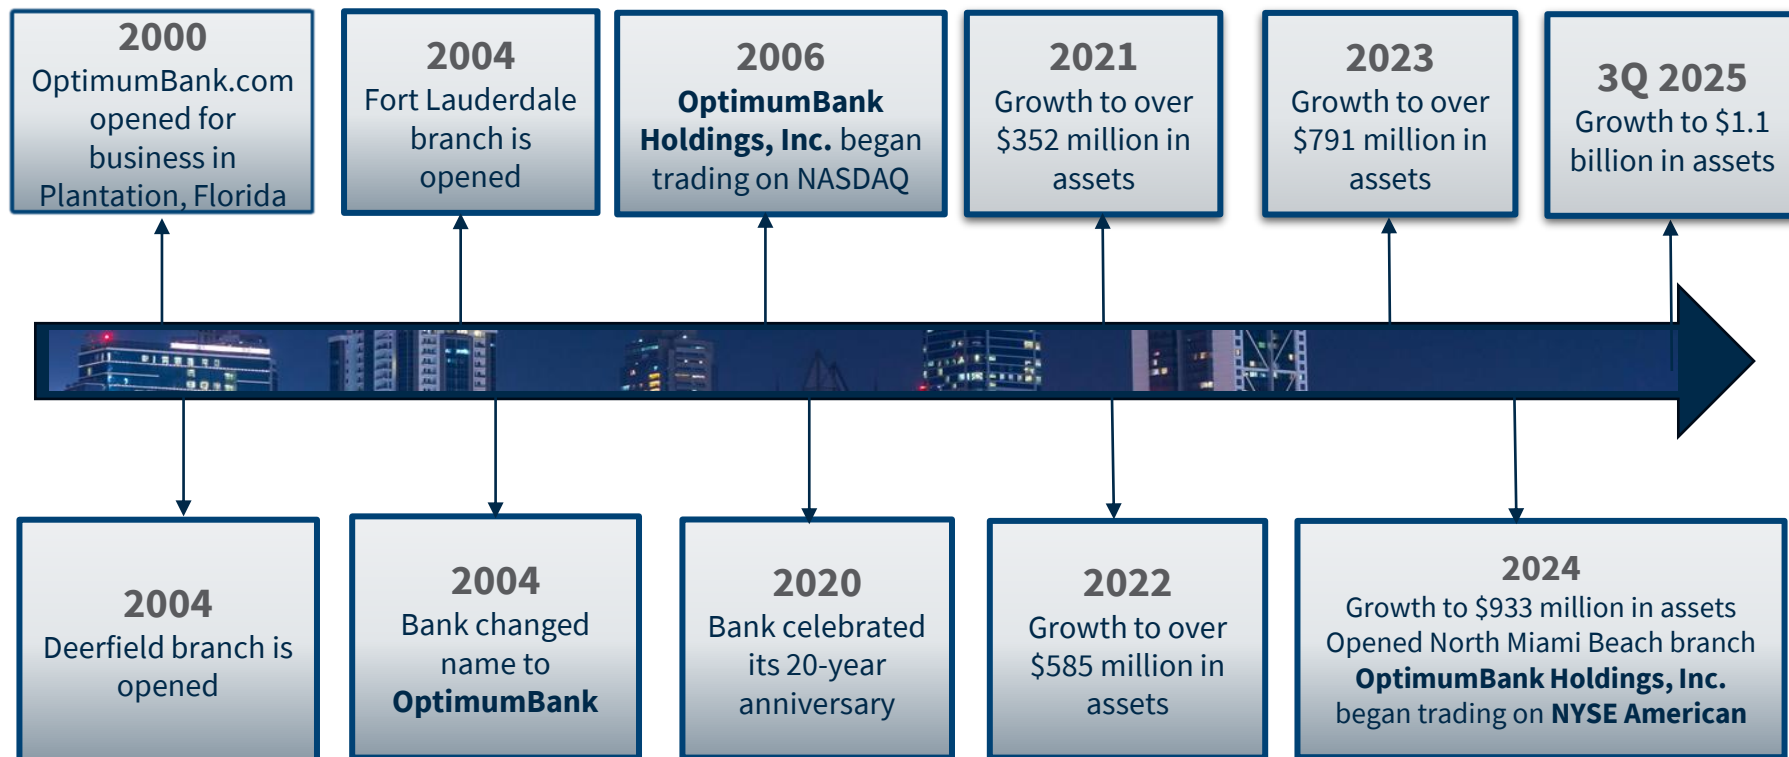 2000
OptimumBank.com
opened for
business in
Plantation, Florida
2004
Fort Lauderdale
branch is
opened
2006
OptimumBank
Holdings, Inc. began
trading on NASDAQ
2021
Growth to over
$352 million in
assets
2023
Growth to over
$791 million in
assets
3Q 2025
Growth to $1.1
billion in assets
2004
Deerfield branch is
opened
2004
Bank changed
name to
OptimumBank
2020
Bank celebrated
its 20-year
anniversary
2022
Growth to over
$585 million in
assets
2024
Growth to $933 million in assets
Opened North Miami Beach branch
OptimumBank Holdings, Inc.
began trading on NYSE American